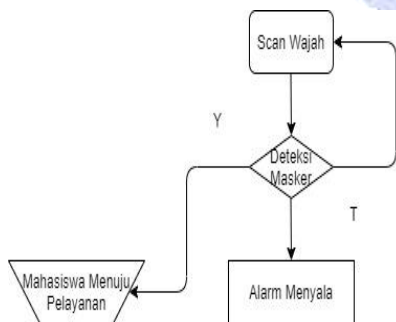 Scan Wajah
Y
Deteksi
Masker
T
Mahasiswa Menuju
Pelayanan
Alarm Menyala